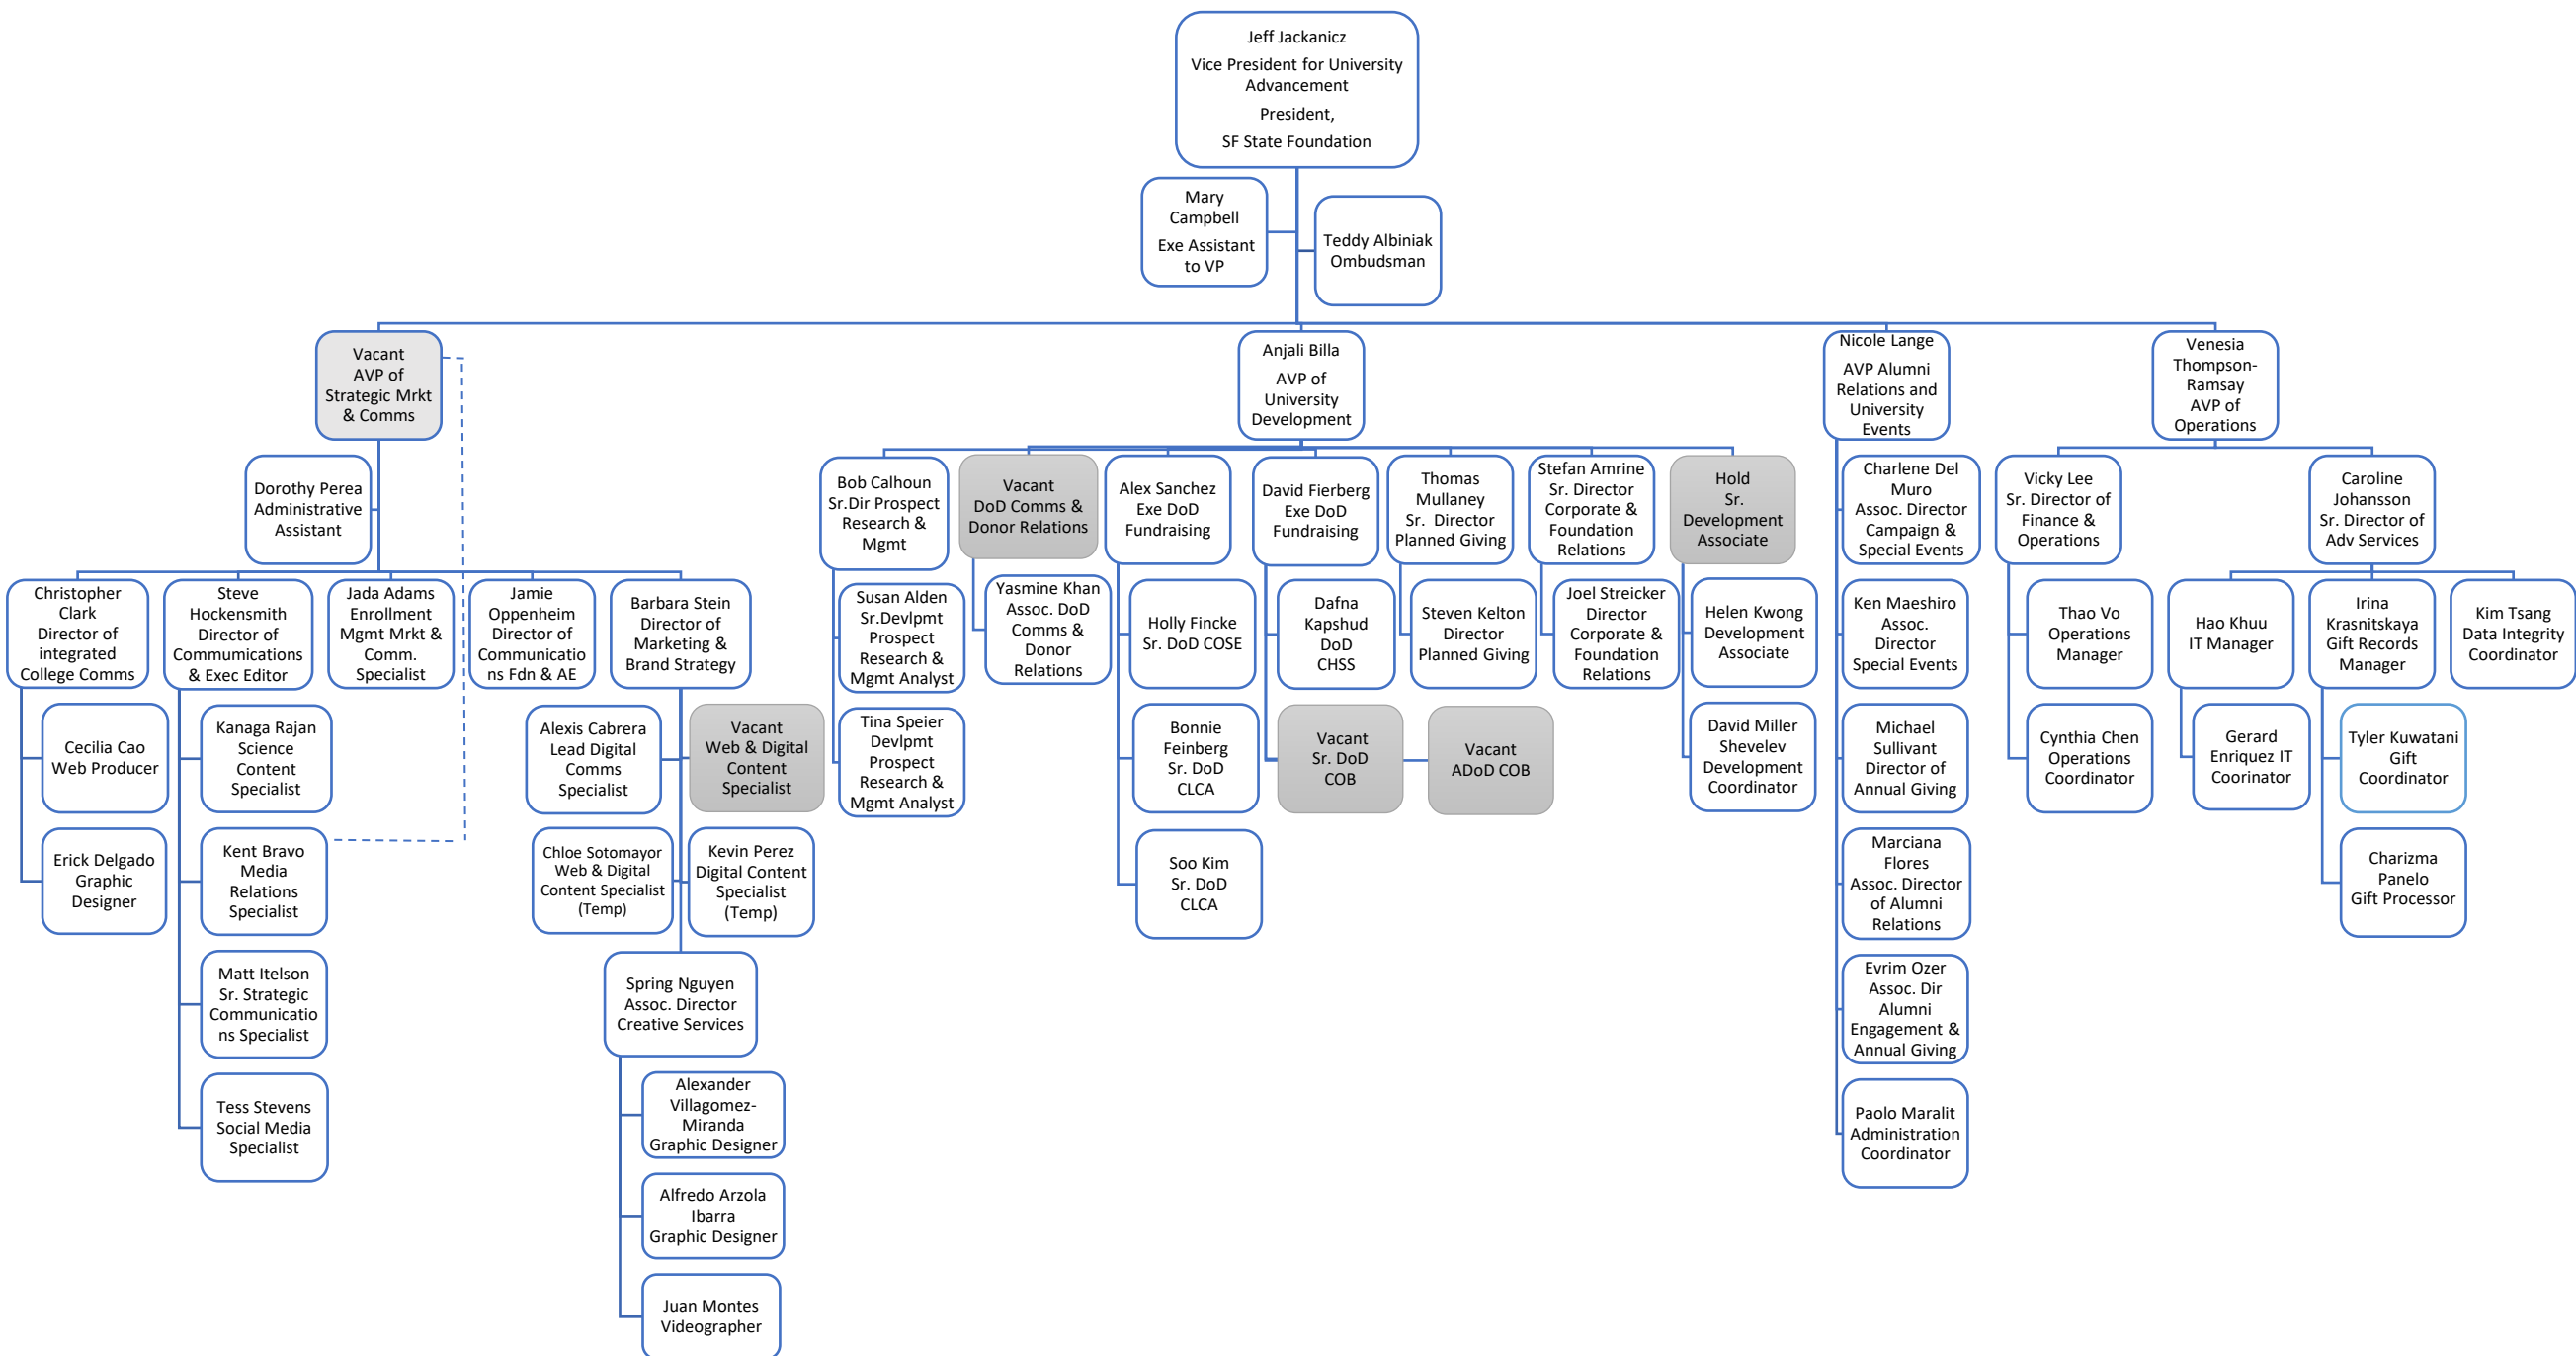 Jeff Jackanicz
Vice President for University
Advancement
President,
SF State Foundation
Mary
Campbell
Exe Assistant
to VP
Teddy Albiniak
Ombudsman
Vacant
AVP of
Strategic Mrkt
& Comms
Anjali Billa
AVP of
University
Development
Nicole Lange
AVP Alumni
Relations and
University
Events
Venesia
Thompson-
Ramsay
AVP of
Operations
Dorothy Perea
Administrative
Assistant
Christopher
Clark
Director of
integrated
College Comms
Steve
Hockensmith
Director of
Commumications
& Exec Editor
Jada Adams
Enrollment
Mgmt Mrkt &
Comm.
Specialist
Jamie
Oppenheim
Director of
Communicatio
ns Fdn & AE
Barbara Stein
Director of
Marketing &
Brand Strategy
Cecilia Cao
Web Producer
Erick Delgado
Graphic
Designer
Kanaga Rajan
Science
Content
Specialist
Kent Bravo
Media
Relations
Specialist
Matt Itelson
Sr. Strategic
Communicatio
ns Specialist
Tess Stevens
Social Media
Specialist
Alexis Cabrera
Lead Digital
Comms
Specialist
Vacant
Web & Digital
Content
Specialist
Chloe Sotomayor
Web & Digital
Content Specialist
(Temp)
Kevin Perez
Digital Content
Specialist
(Temp)
Spring Nguyen
Assoc. Director
Creative Services
Alexander
Villagomez-
Miranda
Graphic Designer
Alfredo Arzola
Ibarra
Graphic Designer
Juan Montes
Videographer
Bob Calhoun
Sr.Dir Prospect
Research &
Mgmt
Susan Alden
Sr.Devlpmt
Prospect
Research &
Mgmt Analyst
Tina Speier
Devlpmt
Prospect
Research &
Mgmt Analyst
Vacant
DoD Comms &
Donor Relations
Yasmine Khan
Assoc. DoD
Comms &
Donor
Relations
Alex Sanchez
Exe DoD
Fundraising
Holly Fincke
Sr. DoD COSE
Bonnie
Feinberg
Sr. DoD
CLCA
Soo Kim
Sr. DoD
CLCA
David Fierberg
Exe DoD
Fundraising
Dafna
Kapshud
DoD
CHSS
Vacant
Sr. DoD
COB
Vacant
ADoD COB
Thomas
Mullaney
Sr. Director
Planned Giving
Steven Kelton
Director
Planned Giving
Stefan Amrine
Sr. Director
Corporate &
Foundation
Relations
Joel Streicker
Director
Corporate &
Foundation
Relations
Hold
Sr.
Development
Associate
Helen Kwong
Development
Associate
David Miller
Shevelev
Development
Coordinator
Charlene Del
Muro
Assoc. Director
Campaign &
Special Events
Ken Maeshiro
Assoc.
Director
Special Events
Michael
Sullivant
Director of
Annual Giving
Marciana
Flores
Assoc. Director
of Alumni
Relations
Evrim Ozer
Assoc. Dir
Alumni
Engagement &
Annual Giving
Paolo Maralit
Administration
Coordinator
Vicky Lee
Sr. Director of
Finance &
Operations
Thao Vo
Operations
Manager
Cynthia Chen
Operations
Coordinator
Caroline
Johansson
Sr. Director of
Adv Services
Hao Khuu
IT Manager
Gerard
Enriquez IT
Coorinator
Irina
Krasnitskaya
Gift Records
Manager
Tyler Kuwatani
Gift
Coordinator
Charizma
Panelo
Gift Processor
Kim Tsang
Data Integrity
Coordinator